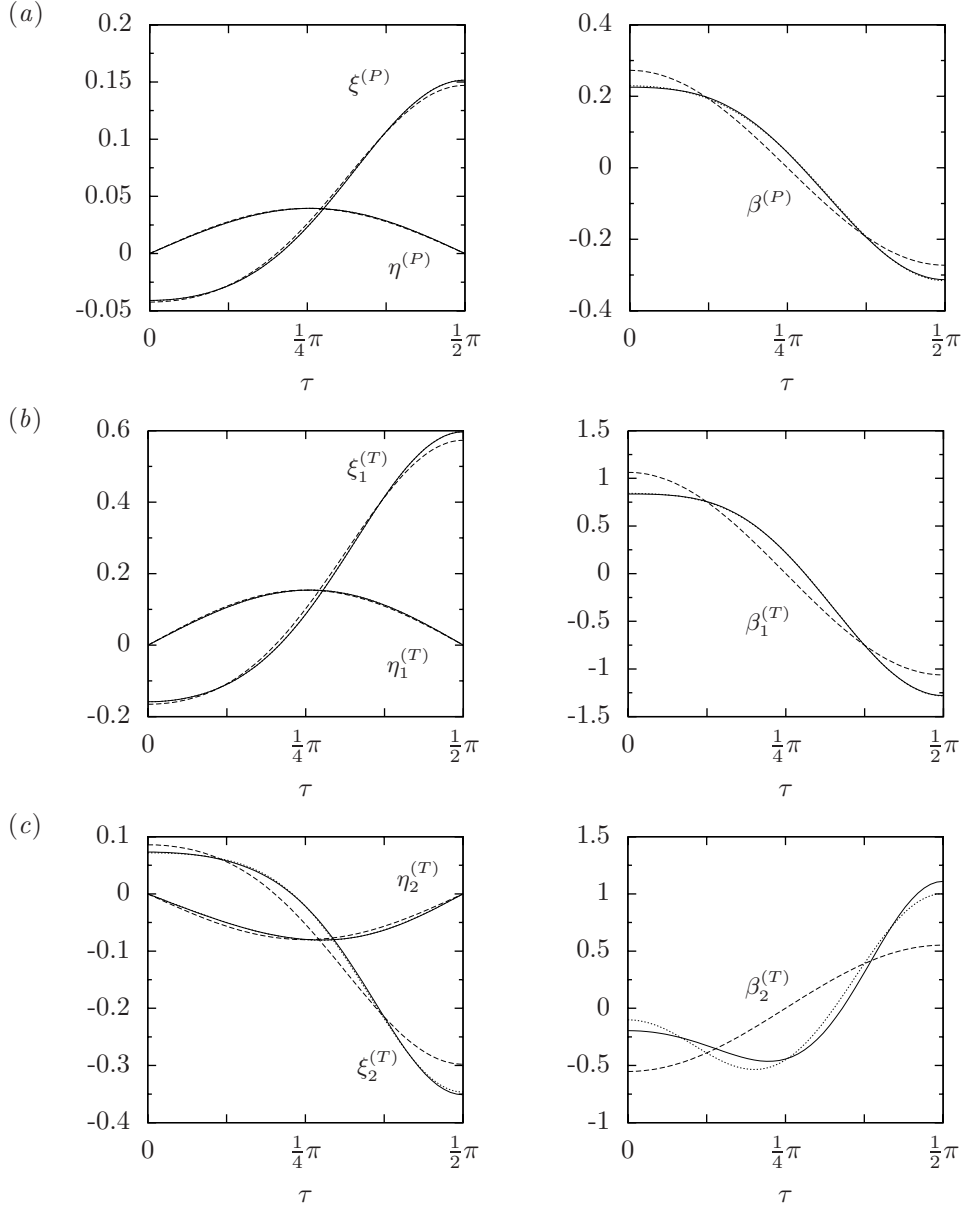 (a)
0.2
0.15
0.1
0.05
0
-0.05
ξ^(P)
η^(P)
0 1/4π 1/2π
τ
0.4
0.2
0
-0.2
-0.4
β^(P)
0 1/4π 1/2π
τ
(b)
0.6
0.4
0.2
0
-0.2
ξ_1^(T)
η_1^(T)
0 1/4π 1/2π
τ
1.5
1
0.5
0
-0.5
-1
-1.5
β_1^(T)
0 1/4π 1/2π
τ
(c)
0.1
0
-0.1
-0.2
-0.3
-0.4
η_2^(T)
ξ_2^(T)
0 1/4π 1/2π
τ
1.5
1
0.5
0
-0.5
-1
β_2^(T)
0 1/4π 1/2π
τ